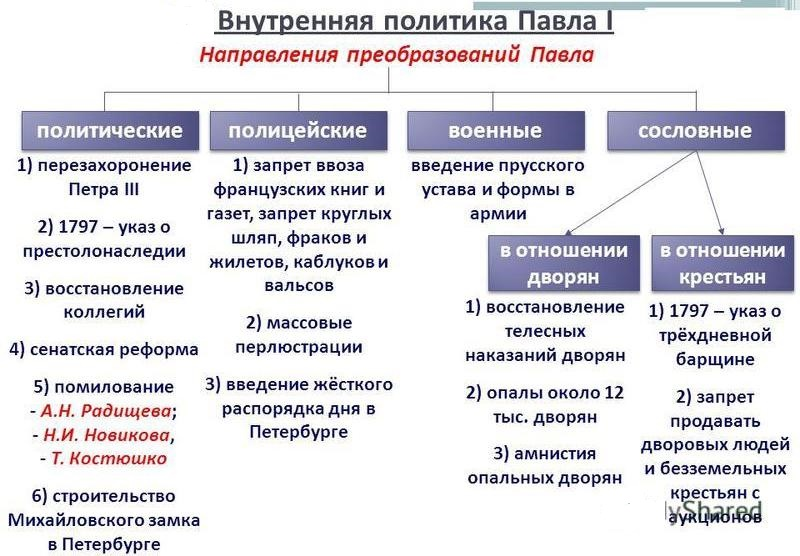 Внутренняя политика Павла I
Направления преобразований Павла
политические
1) перезахоронение
Петра III
2) 1797 – указ о
престолонаследии
3) восстановление
коллегий
4) сенатская реформа
5) помилование
- А.Н. Радищева;
- Н.И. Новикова,
- Т. Костюшко
6) строительство
Михайловского замка
в Петербурге
полицейские
1) запрет ввоза
французских книг и
газет, запрет круглых
шляп, фраков и
жилетов, каблуков и
вальсов
2) массовые
перлюстрации
3) введение жёсткого
распорядка дня в
Петербурге
военные
введение прусского
устава и формы в
армии
сословные
в отношении
дворян
1) восстановление
телесных
наказаний дворян
2) опалы около 12
тыс. дворян
3) амнистия
опальных дворян
в отношении
крестьян
1) 1797 – указ о
трёхдневной
барщине
2) запрет
продавать
дворовых людей
и безземельных
крестьян с
аукционов
yShared